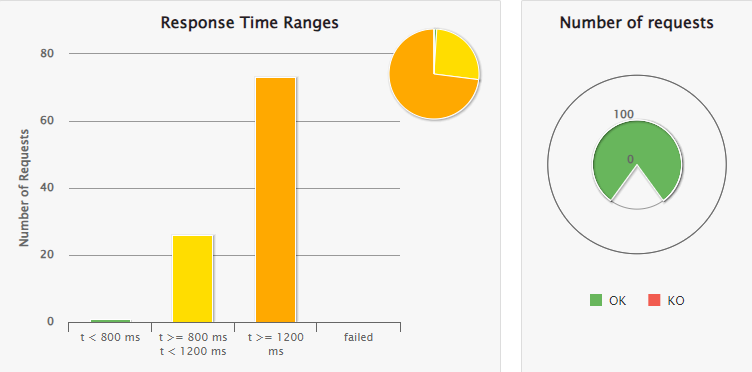 Response Time Ranges
Number of Requests
80
60
40
20
0
t < 800 ms
t >= 800 ms
t < 1200 ms
t >= 1200
ms
failed
Number of requests
100
0
OK
KO